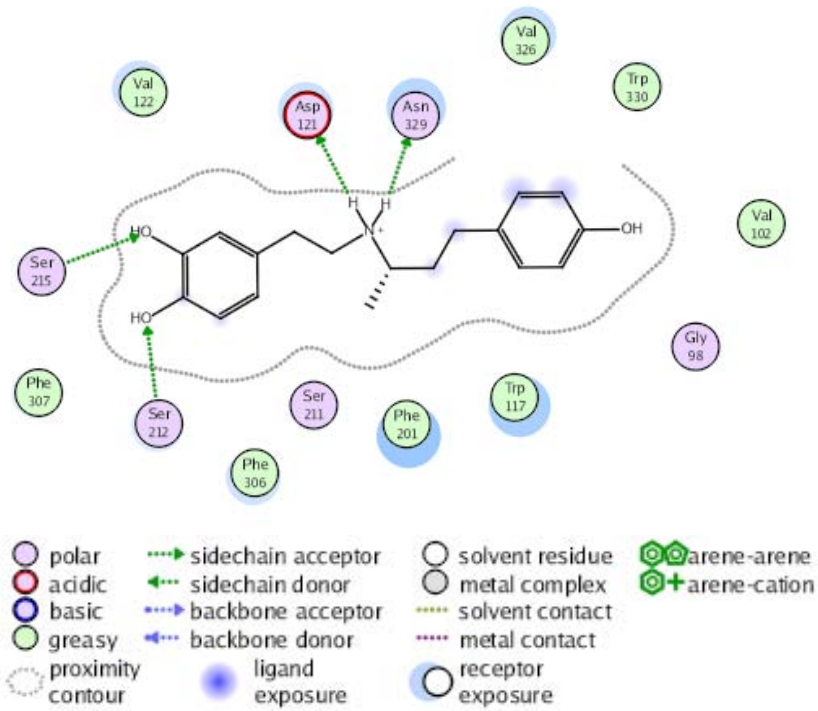 Val
326
Val
122
Trp
330
Asp
121
Asn
329
H
H
HO
N+
OH
Val
102
Ser
215
HO
Gly
98
Phe
307
Ser
212
Ser
211
Phe
201
Trp
117
Phe
306
polar
acidic
basic
greasy
proximity
contour
sidechain acceptor
sidechain donor
backbone acceptor
backbone donor
ligand
exposure
solvent residue
metal complex
solvent contact
metal contact
receptor
exposure
arene-arene
arene-cation